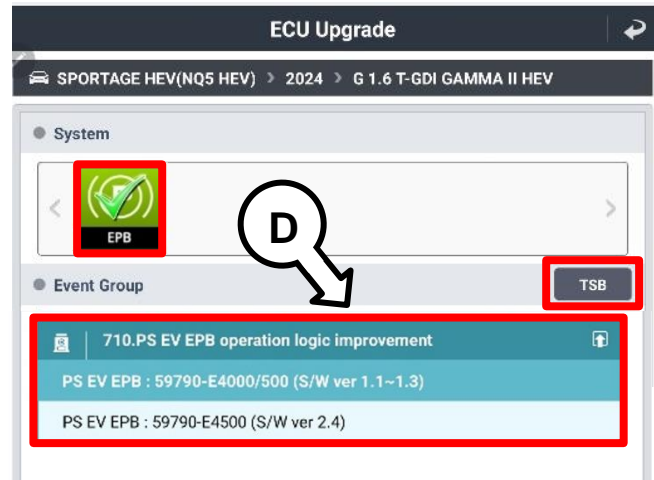 ECU Upgrade
SPORTAGE HEV(NQ5 HEV) > 2024 > G 1.6 T-GDI GAMMA II HEV
System
EPB
D
Event Group
TSB
710.PS EV EPB operation logic improvement
PS EV EPB : 59790-E4000/500 (S/W ver 1.1~1.3)
PS EV EPB : 59790-E4500 (S/W ver 2.4)